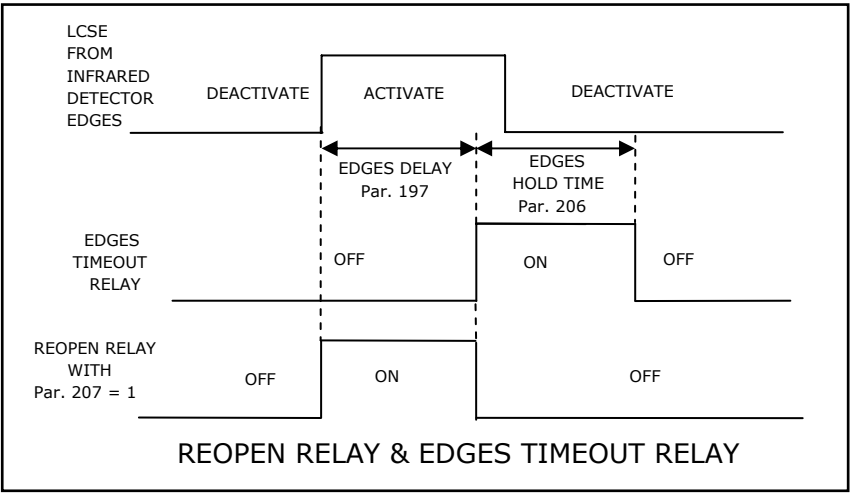 LCSE
FROM
INFRARED
DETECTOR
EDGES
DEACTIVATE
ACTIVATE
DEACTIVATE
EDGES DELAY
Par. 197
EDGES
HOLD TIME
Par. 206
EDGES
TIMEOUT
RELAY
OFF
ON
OFF
REOPEN RELAY
WITH
Par. 207 = 1
OFF
ON
OFF
REOPEN RELAY & EDGES TIMEOUT RELAY